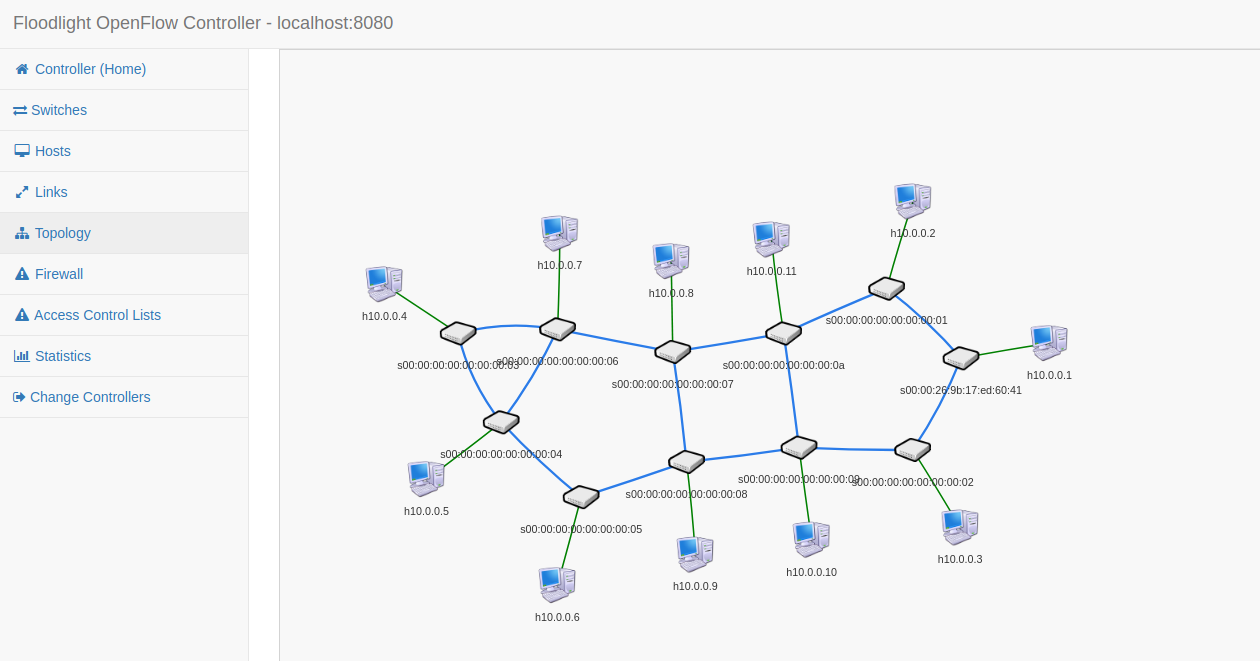 Floodlight OpenFlow Controller - localhost:8080
Controller (Home)
Switches
Hosts
Links
Topology
Firewall
Access Control Lists
Statistics
Change Controllers
h10.0.0.2
h10.0.0.7
h10.0.0.11
h10.0.0.8
h10.0.0.4
s00:00:00:00:00:00:00:01
s00:00:00:00:00:00:00:03
s00:00:00:00:00:00:00:06
s00:00:00:00:00:00:00:0a
h10.0.0.1
s00:00:00:00:00:00:00:07
s00:00:26:9b:17:ed:60:41
s00:00:00:00:00:00:00:04
s00:00:00:00:00:00:00:09
s00:00:00:00:00:00:00:02
s00:00:00:00:00:00:00:08
h10.0.0.5
s00:00:00:00:00:00:00:05
h10.0.0.3
h10.0.0.10
h10.0.0.9
h10.0.0.6